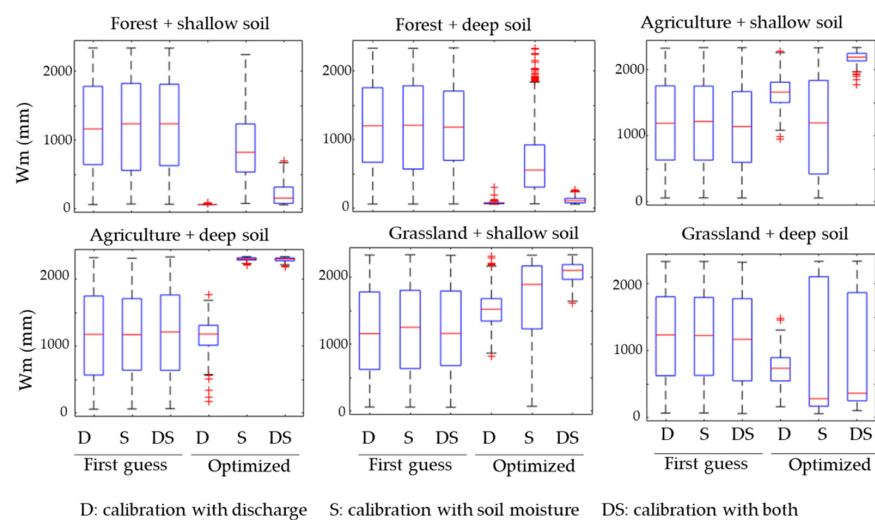 Forest + shallow soil
Forest + deep soil
Agriculture + shallow soil
Wm (mm)
2000
1000
0
2000
1000
0
2000
1000
0
Agriculture + deep soil
Grassland + shallow soil
Grassland + deep soil
Wm (mm)
2000
1000
0
2000
1000
0
2000
1000
0
D S DS D S DS
D S DS D S DS
D S DS D S DS
First guess Optimized
First guess Optimized
First guess Optimized
D: calibration with discharge S: calibration with soil moisture DS: calibration with both